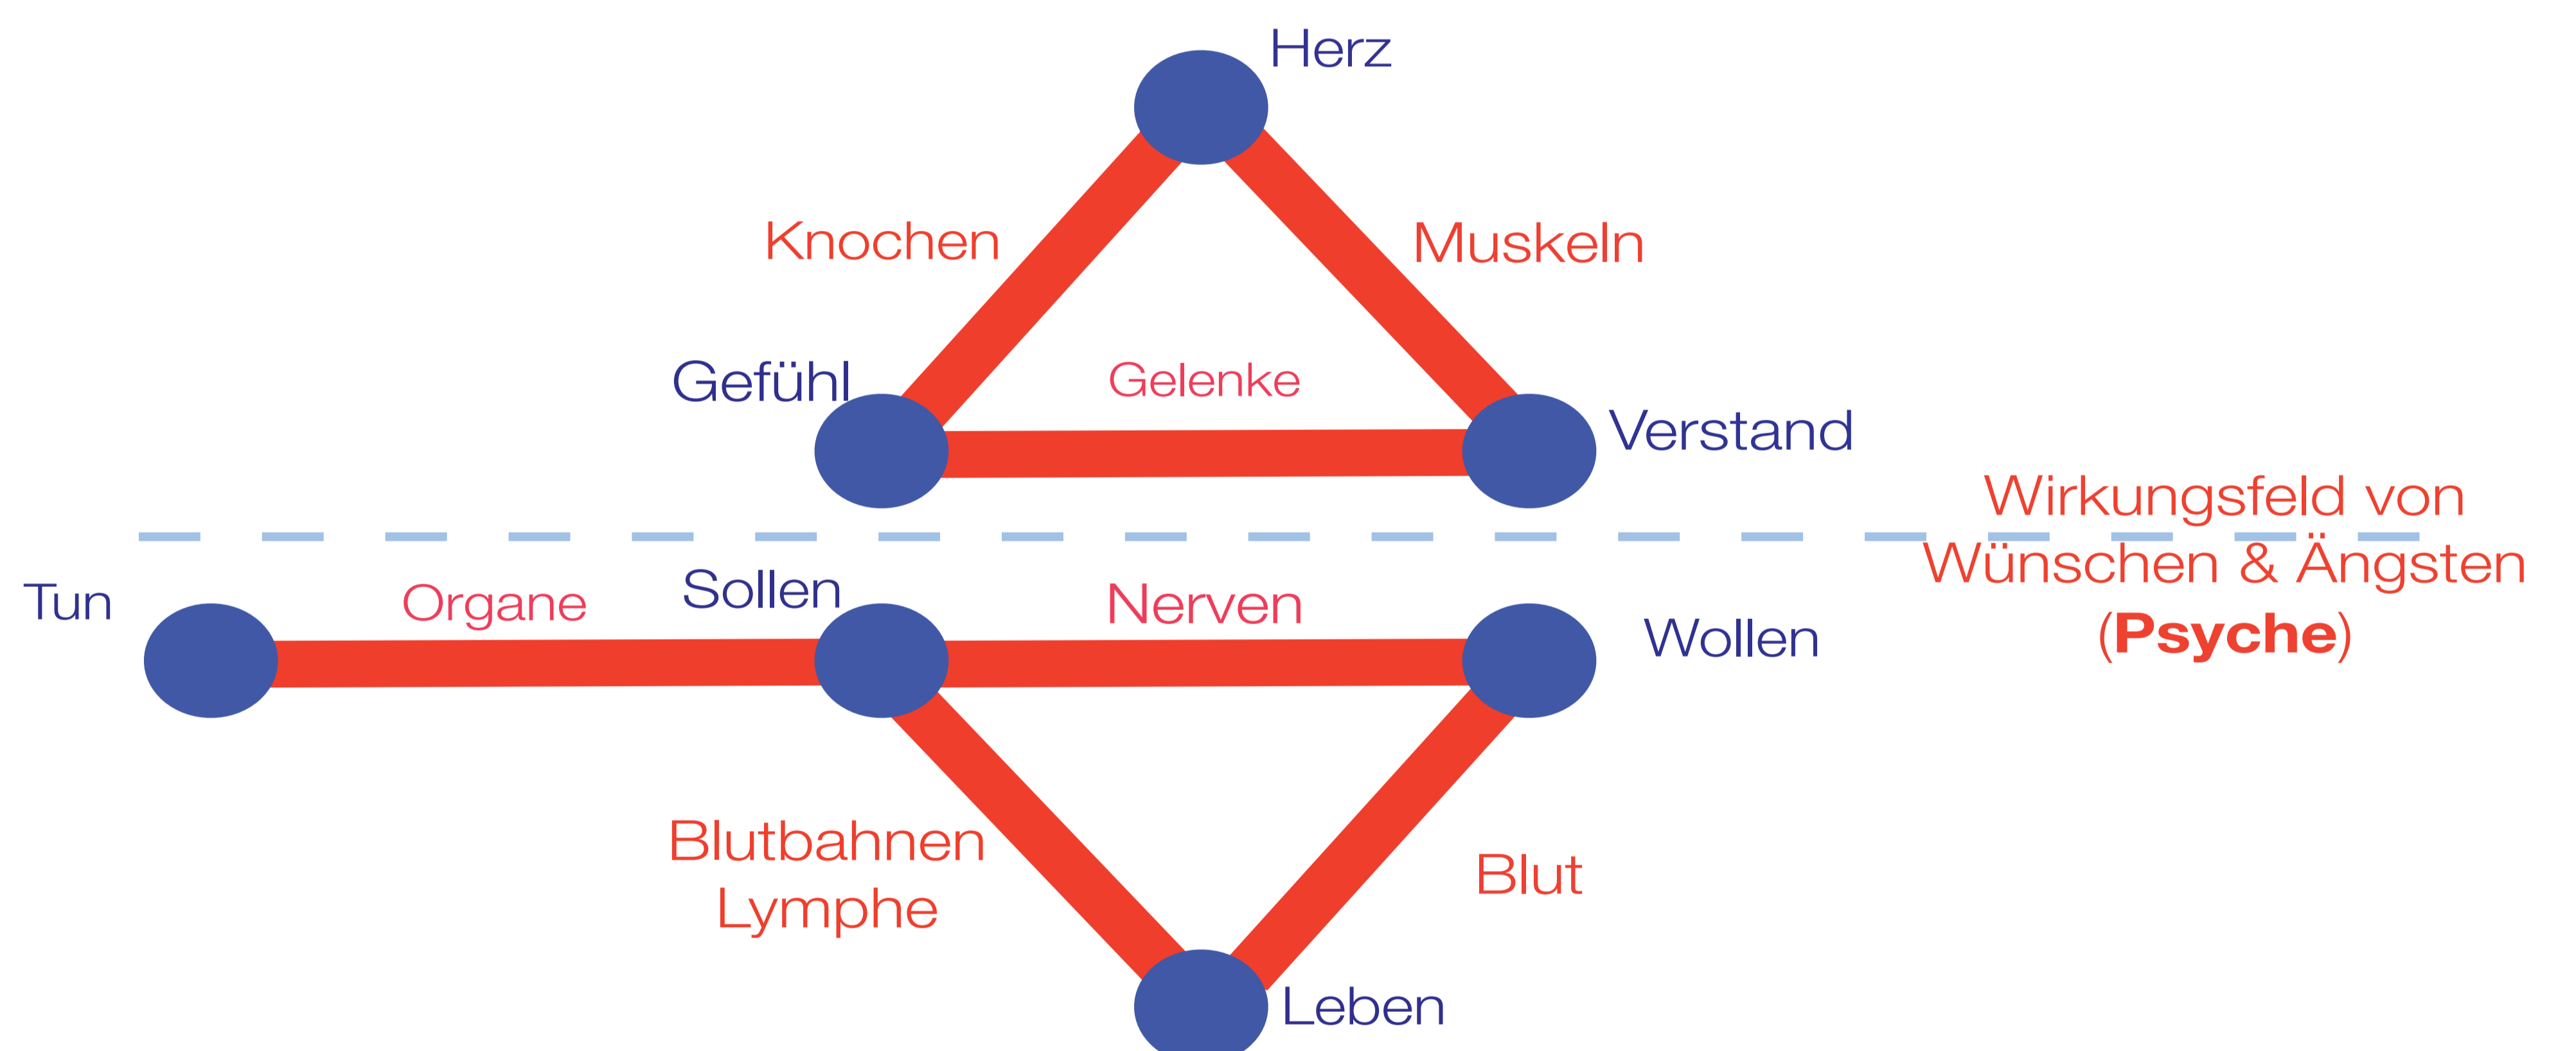 Herz
Knochen
Muskeln
Gefühl
Gelenke
Verstand
Wirkungsfeld von
Wünschen & Ängsten
(Psyche)
Tun
Organe
Sollen
Nerven
Wollen
Blutbahnen
Lymphe
Blut
Leben